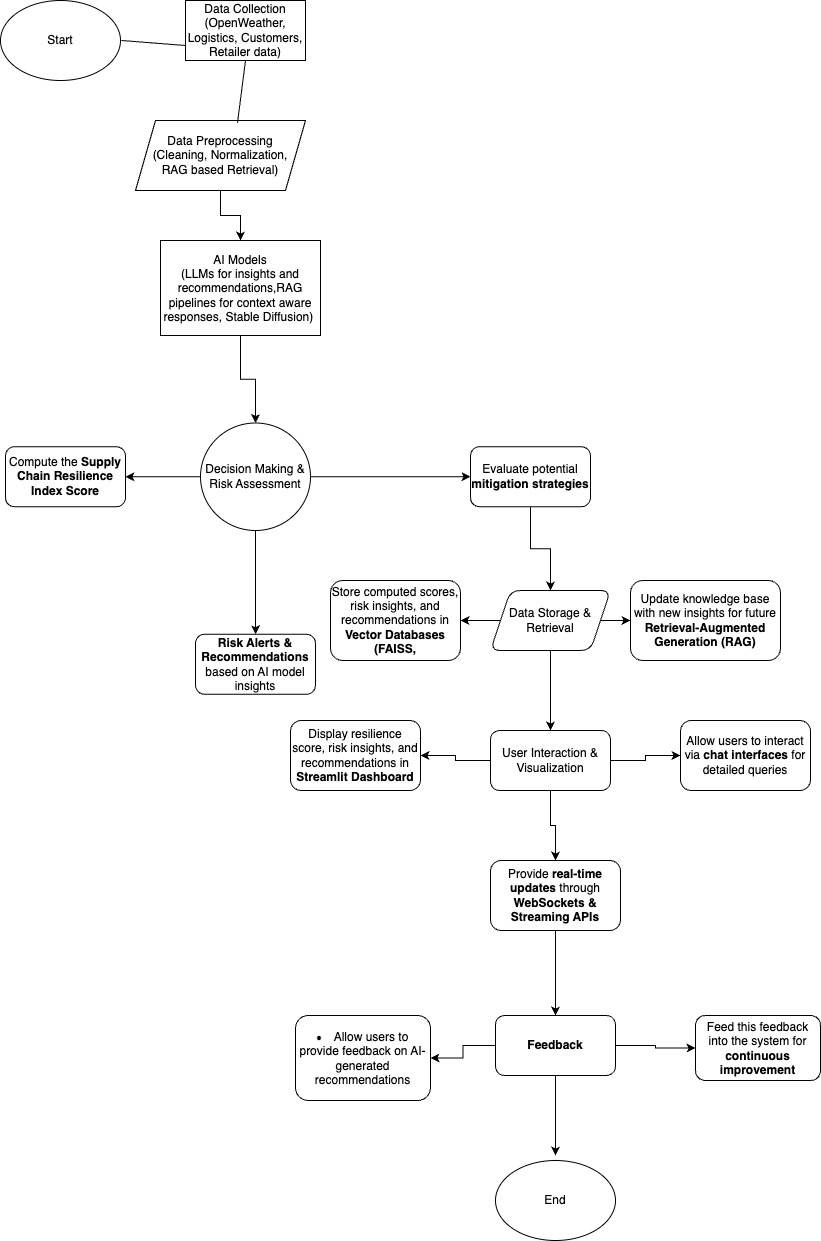 Start
Data Collection
(OpenWeather,
Logistics, Customers,
Retailer data)
Data Preprocessing
(Cleaning, Normalization,
RAG based Retrieval)
AI Models
(LLMs for insights and
recommendations,RAG
pipelines for context aware
responses, Stable Diffusion)
Compute the Supply
Chain Resilience
Index Score
Decision Making &
Risk Assessment
Evaluate potential
mitigation strategies
Store computed scores,
risk insights, and
recommendations in
Vector Databases
(FAISS,
Data Storage &
Retrieval
Update knowledge base
with new insights for future
Retrieval-Augmented
Generation (RAG)
Risk Alerts &
Recommendations
based on AI model
insights
Display resilience
score, risk insights, and
recommendations in
Streamlit Dashboard
User Interaction &
Visualization
Allow users to interact
via chat interfaces for
detailed queries
Provide real-time
updates through
WebSockets &
Streaming APIs
• Allow users to
provide feedback on AI-
generated
recommendations
Feedback
Feed this feedback
into the system for
continuous
improvement
End